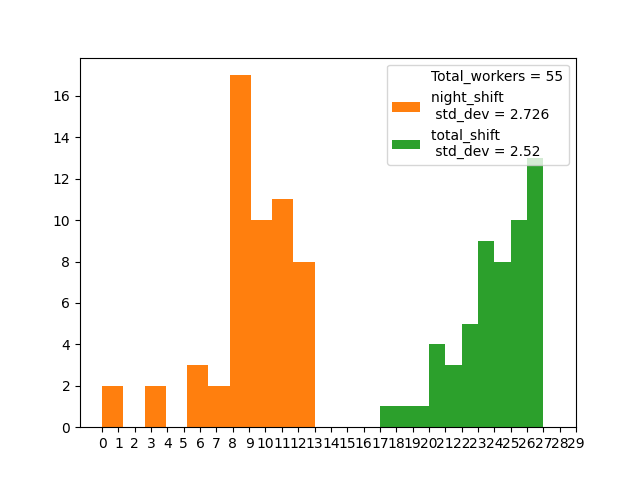 Total_workers = 55
night_shift
std_dev = 2.726
total_shift
std_dev = 2.52
16
14
12
10
8
6
4
2
0
0 1 2 3 4 5 6 7 8 9 10 11 12 13 14 15 16 17 18 19 20 21 22 23 24 25 26 27 28 29